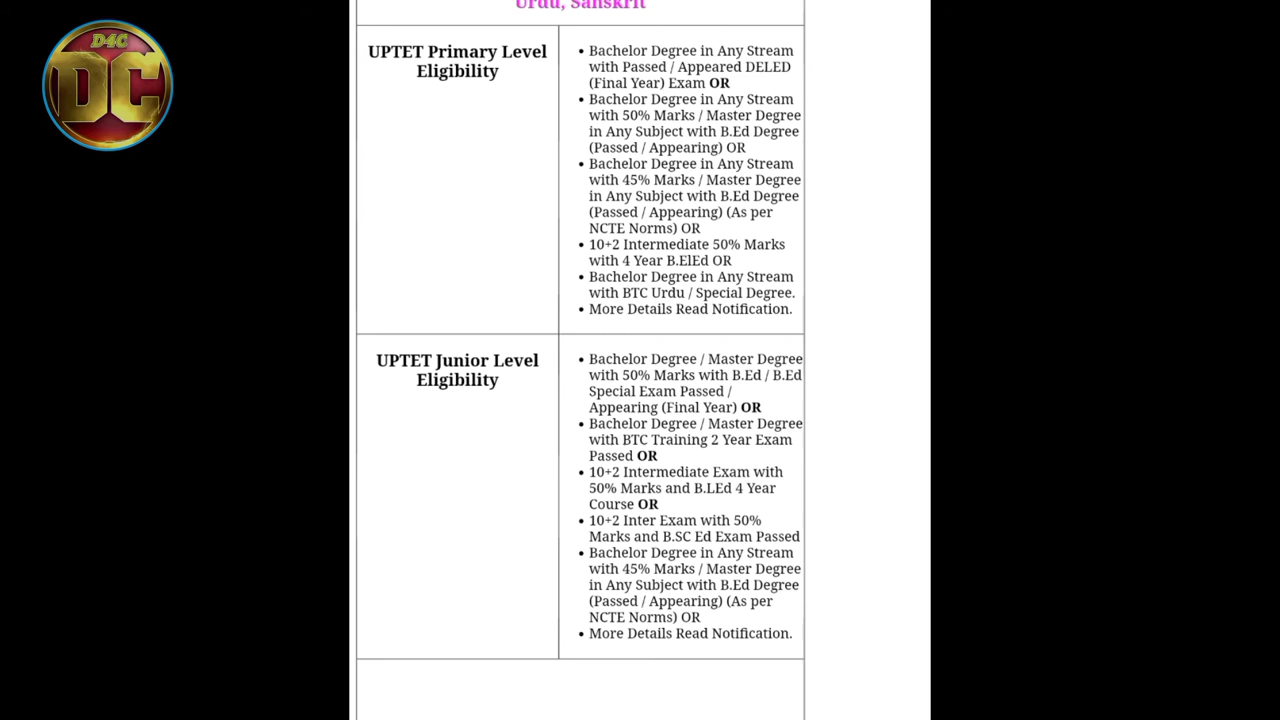 D4C
DC
Urdu, Sanskrit
UPTET Primary Level
Eligibility
• Bachelor Degree in Any Stream
with Passed / Appeared DELED
(Final Year) Exam OR
• Bachelor Degree in Any Stream
with 50% Marks / Master Degree
in Any Subject with B.Ed Degree
(Passed / Appearing) OR
• Bachelor Degree in Any Stream
with 45% Marks / Master Degree
in Any Subject with B.Ed Degree
(Passed / Appearing) (As per
NCTE Norms) OR
• 10+2 Intermediate 50% Marks
with 4 Year B.ElEd OR
• Bachelor Degree in Any Stream
with BTC Urdu / Special Degree.
• More Details Read Notification.
UPTET Junior Level
Eligibility
• Bachelor Degree / Master Degree
with 50% Marks with B.Ed / B.Ed
Special Exam Passed /
Appearing (Final Year) OR
• Bachelor Degree / Master Degree
with BTC Training 2 Year Exam
Passed OR
• 10+2 Intermediate Exam with
50% Marks and B.LEd 4 Year
Course OR
• 10+2 Inter Exam with 50%
Marks and B.SC Ed Exam Passed
• Bachelor Degree in Any Stream
with 45% Marks / Master Degree
in Any Subject with B.Ed Degree
(Passed / Appearing) (As per
NCTE Norms) OR
• More Details Read Notification.